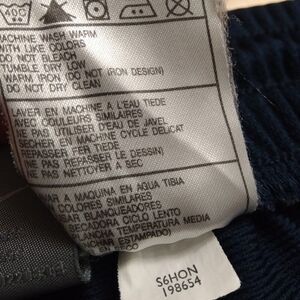 MACHINE WASH WARM
WITH LIKE COLORS
DO NOT BLEACH
TUMBLE DRY LOW
WARM IRON (DO NOT IRON DESIGN)
DO NOT DRY CLEAN
LAVER EN MACHINE A L'EAU TIEDE
AVEC COULEURS SIMILAIRES
NE PAS UTILISER D'EAU DE JAVEL
SECHER EN MACHINE CYCLE DELICAT
REPASSER FER TIEDE
(NE PAS REPASSER LE DESSIN)
NE PAS NETTOYER A SEC
LAVAR A MAQUINA EN AGUA TIBIA
COLORES SIMILARES
USAR BLANQUEADORES
SECADORA CICLO LENTO
TEMPERATURA MEDIA
ESTAMPADO)
EN SECO
S6HON
198654